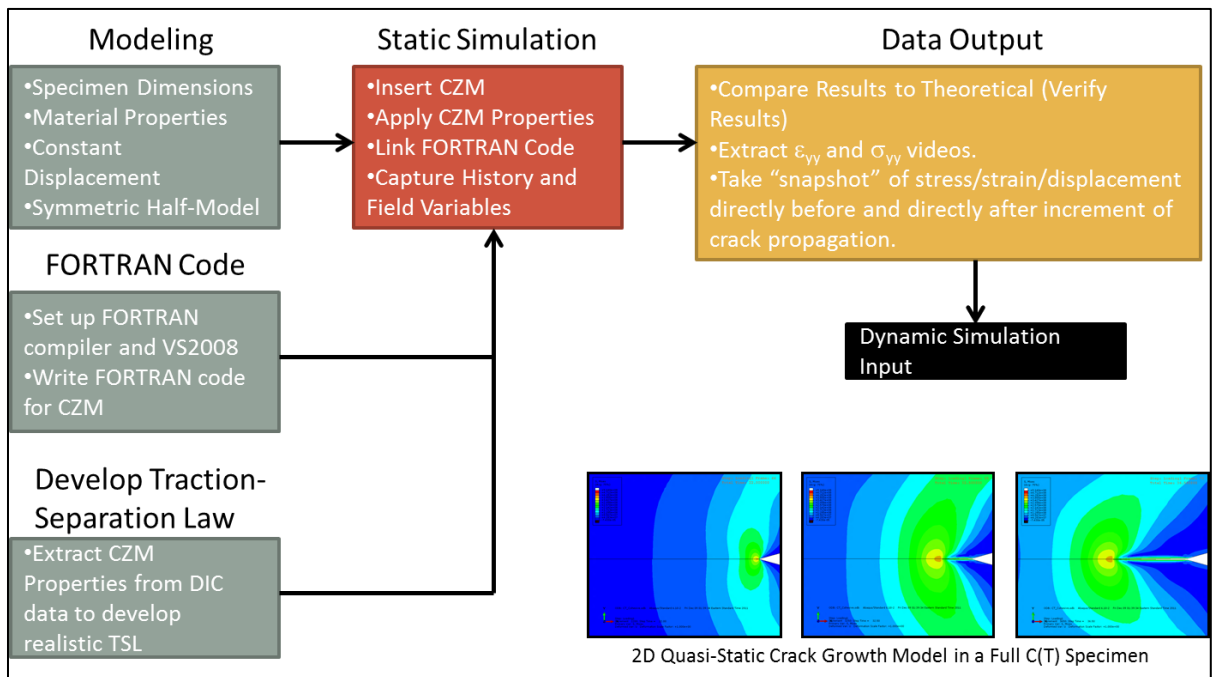 Modeling
•Specimen Dimensions
•Material Properties
•Constant
Displacement
•Symmetric Half-Model
Static Simulation
•Insert CZM
•Apply CZM Properties
•Link FORTRAN Code
•Capture History and
Field Variables
Data Output
•Compare Results to Theoretical (Verify
Results)
•Extract εyy and σyy videos.
•Take “snapshot” of stress/strain/displacement
directly before and directly after increment of
crack propagation.
FORTRAN Code
•Set up FORTRAN
compiler and VS2008
•Write FORTRAN code
for CZM
Dynamic Simulation
Input
Develop Traction-
Separation Law
•Extract CZM
Properties from DIC
data to develop
realistic TSL
2D Quasi-Static Crack Growth Model in a Full C(T) Specimen